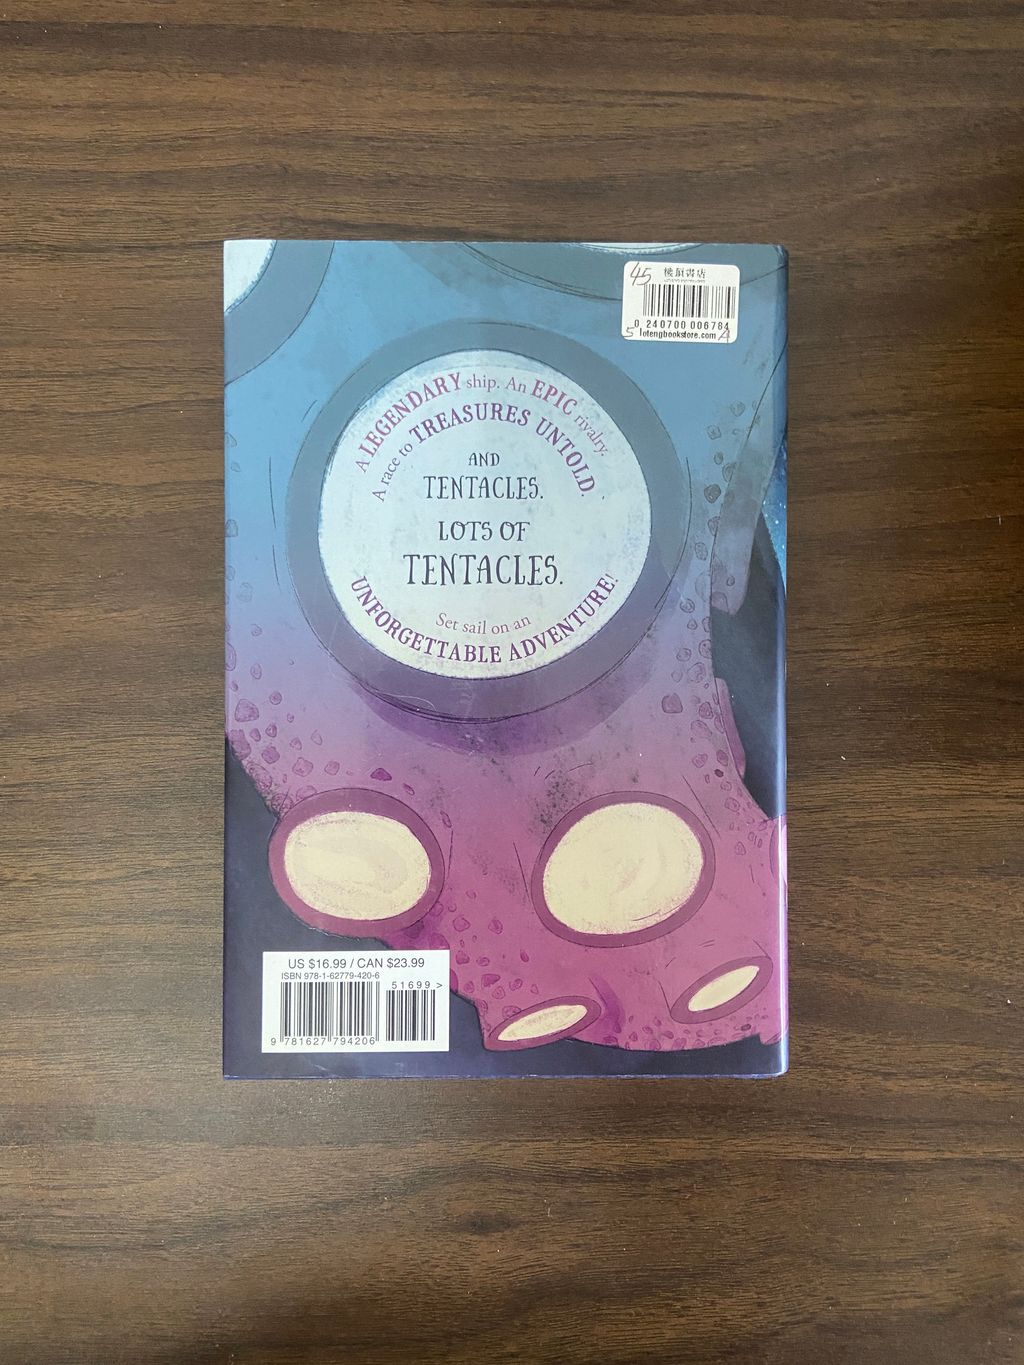 45 樓頂書店
0 240700 006784
5 lotengbookstore.com A
A LEGENDARY ship. An EPIC rivalry.
A race to TREASURES UNTOLD.
AND
TENTACLES.
LOTS OF
TENTACLES.
Set sail on an
UNFORGETTABLE ADVENTURE!
US $16.99 / CAN $23.99
ISBN 978-1-62779-420-6
51699>
9 781627 794206